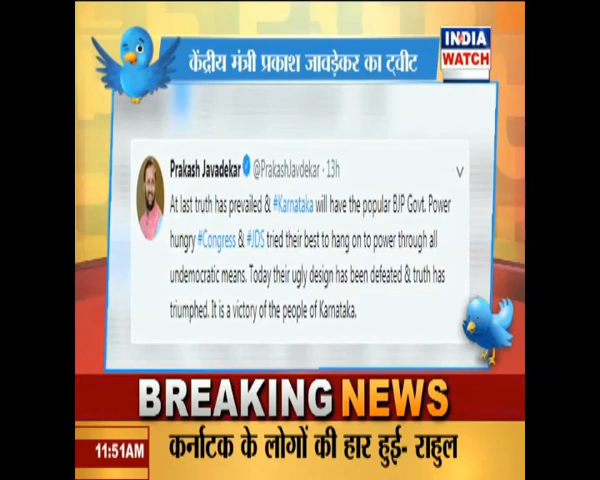 केंद्रीय मंत्री प्रकाश जावड़ेकर का ट्वीट
INDIA
WATCH
Prakash Javadekar @PrakashJavdekar · 13h
At last truth has prevailed & #Karnataka will have the popular BJP Govt. Power
hungry #Congress & #JDS tried their best to hang on to power through all
undemocratic means. Today their ugly design has been defeated & truth has
triumphed. It is a victory of the people of Karnataka.
BREAKING NEWS
11:51AM
कर्नाटक के लोगों की हार हुई- राहुल